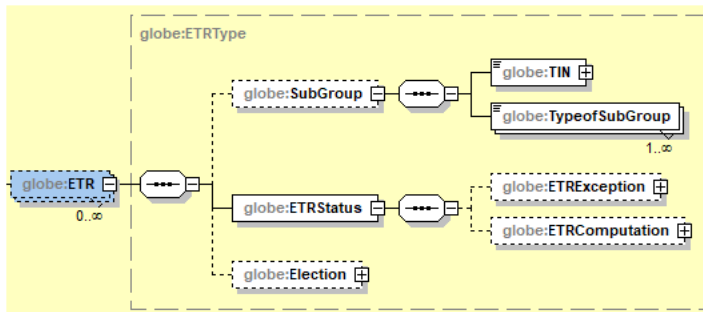 globe:ETRType
globe:SubGroup
globe:TIN
globe:TypeofSubGroup
1..∞
globe:ETR
0..∞
globe:ETRStatus
globe:ETRException
globe:ETRComputation
globe:Election